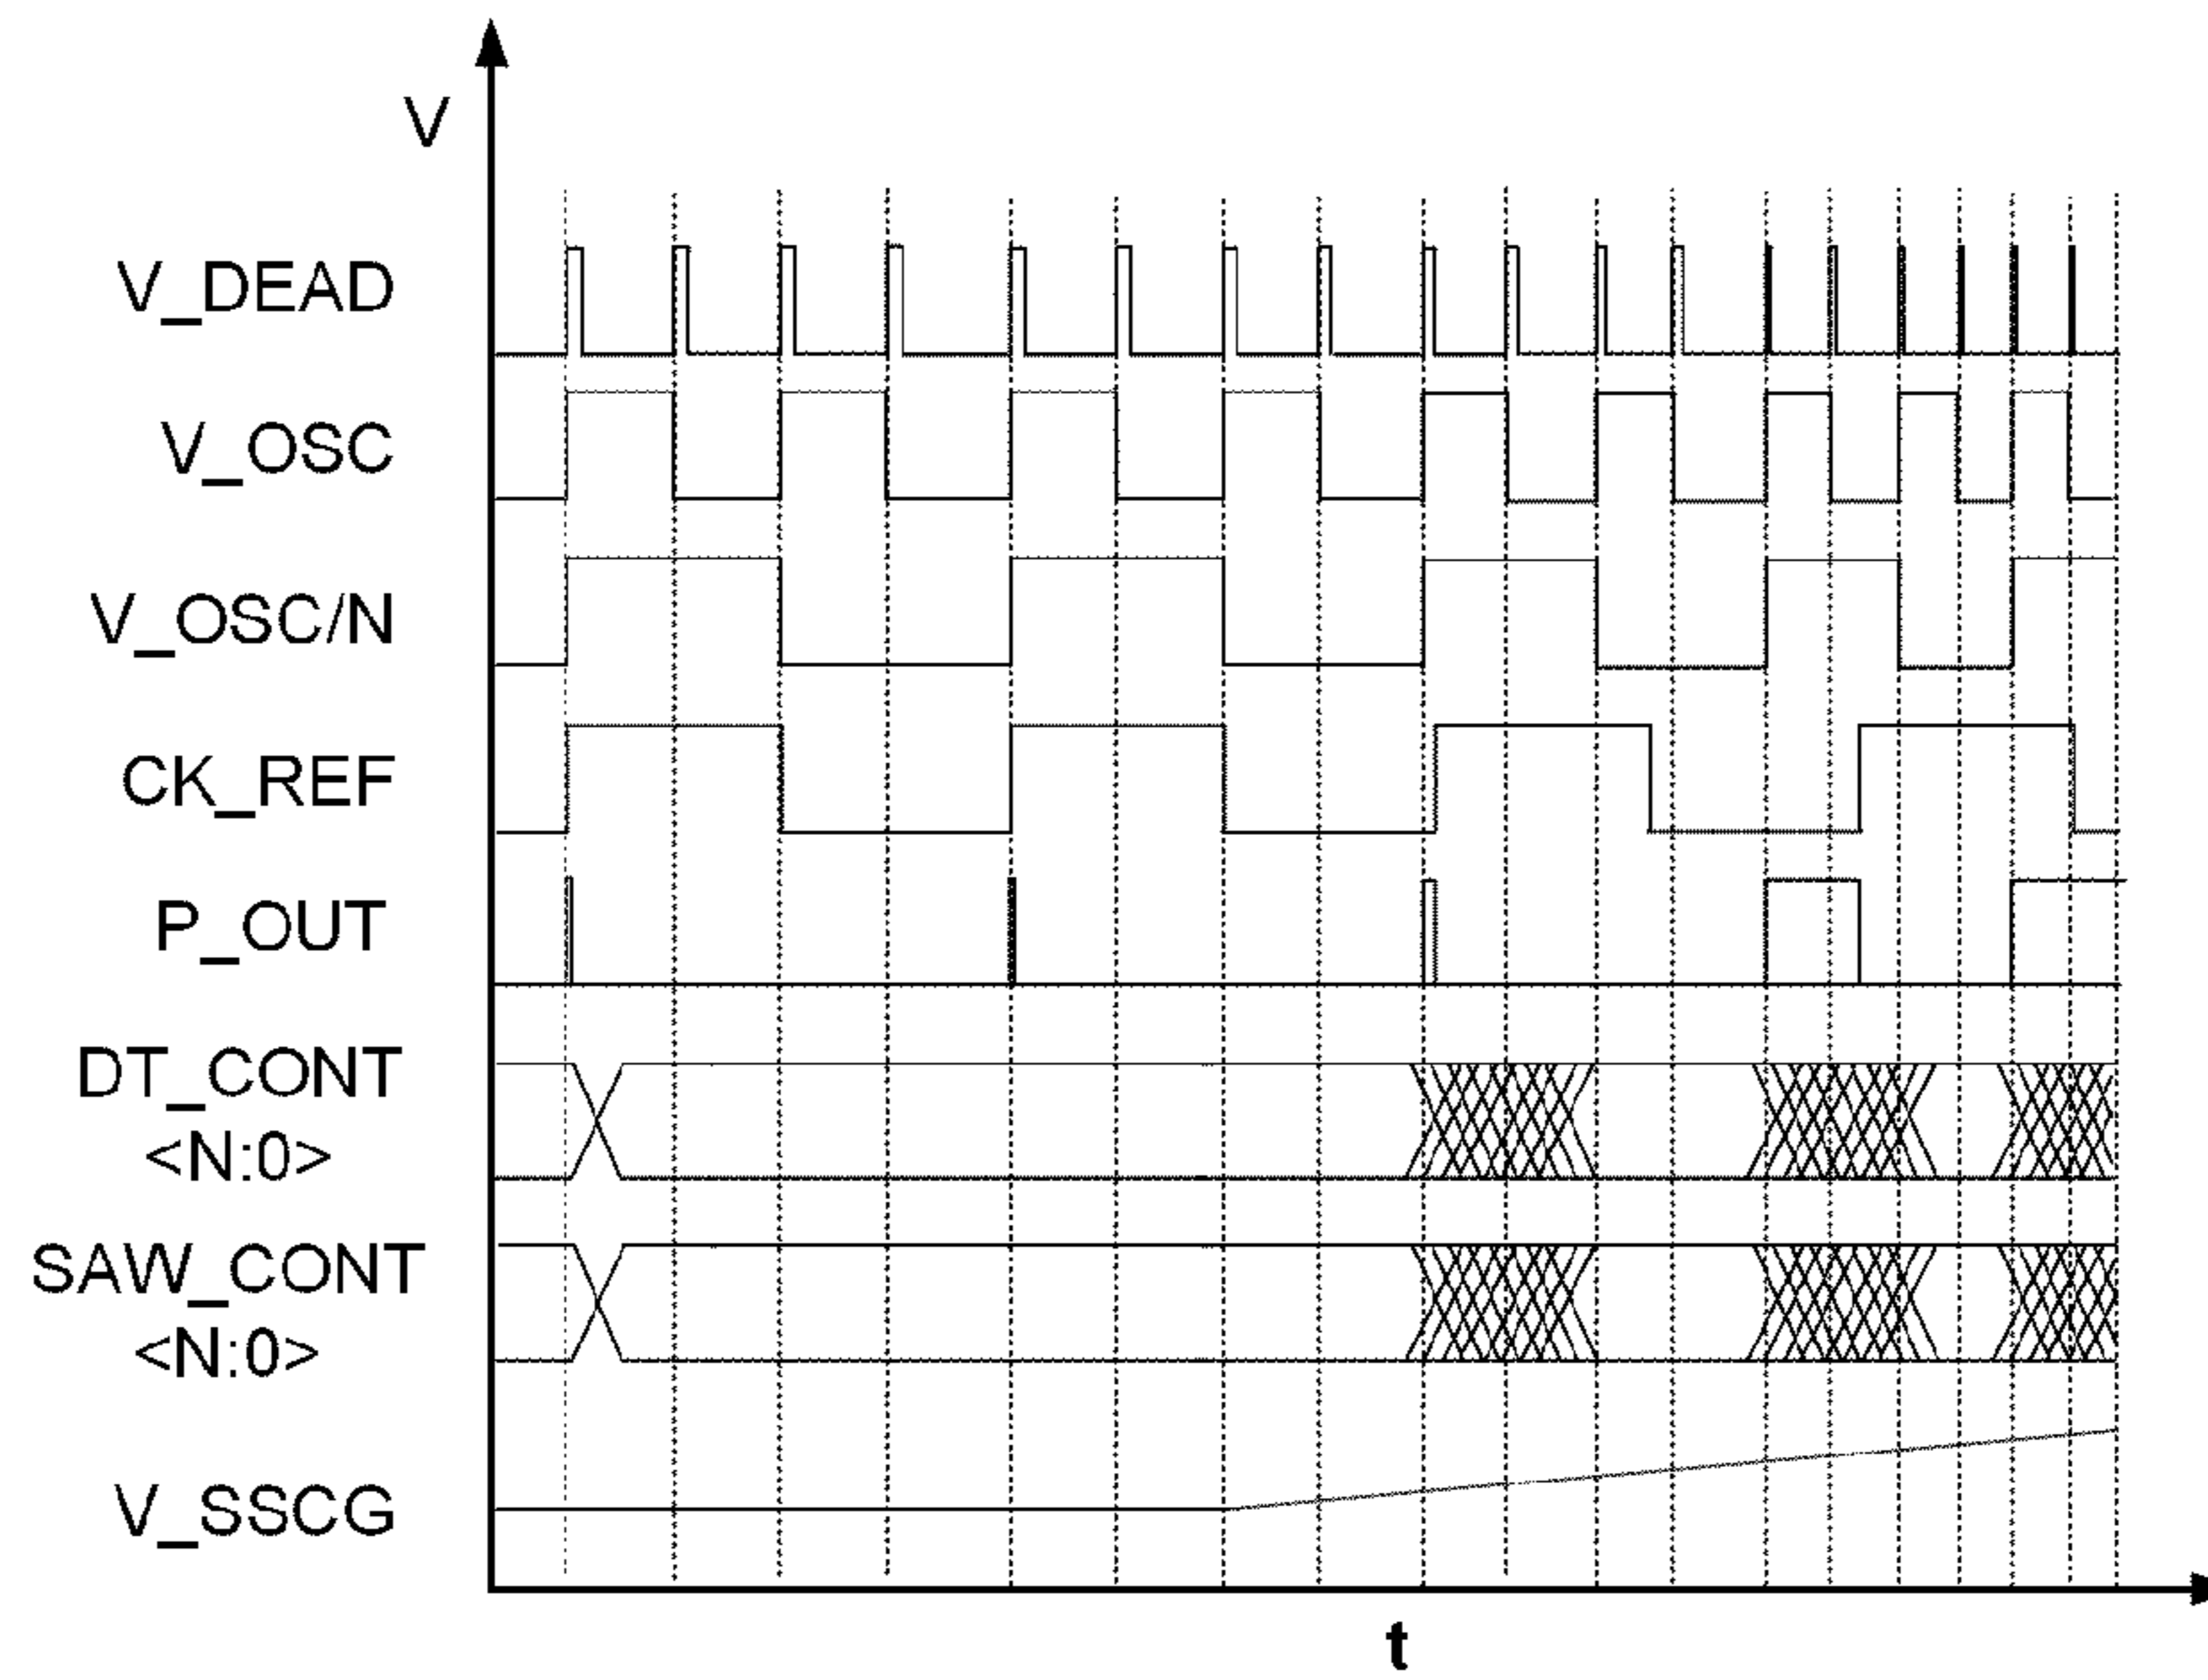 V
V_DEAD
V_OSC
V_OSC/N
CK_REF
P_OUT
DT_CONT
<N:0>
SAW_CONT
<N:0>
V_SSCG
t